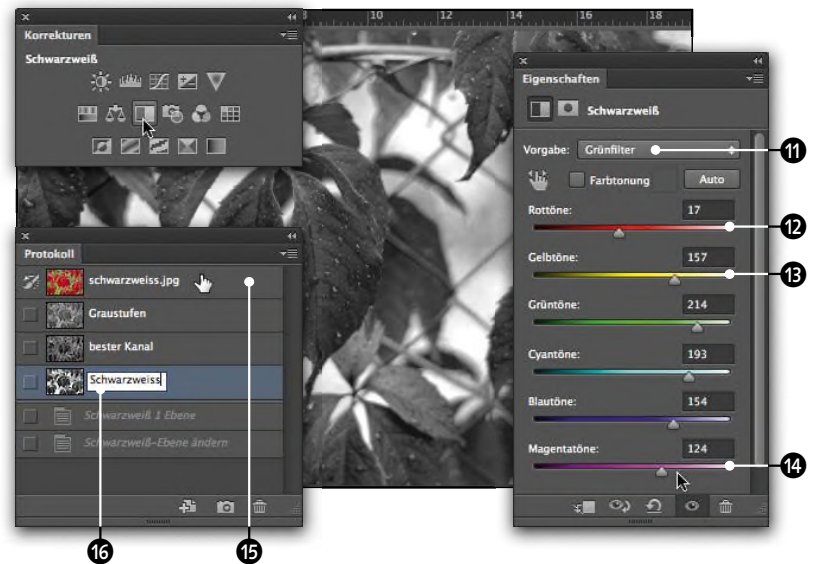 Korrekturen
Schwarzweiß
10 12 14 16 18
Eigenschaften
Schwarzweiß
Vorgabe: Grünfilter
Farbtonung Auto
Rottöne: 17
Gelbtöne: 157
Grüntöne: 214
Cyantöne: 193
Blautöne: 154
Magentatöne: 124
Protokoll
schwarzweiss.jpg
Graustufen
bester Kanal
Schwarzweiss
Schwarzweiß 1 Ebene
Schwarzweiß-Ebene ändern
11
12
13
14
16 15